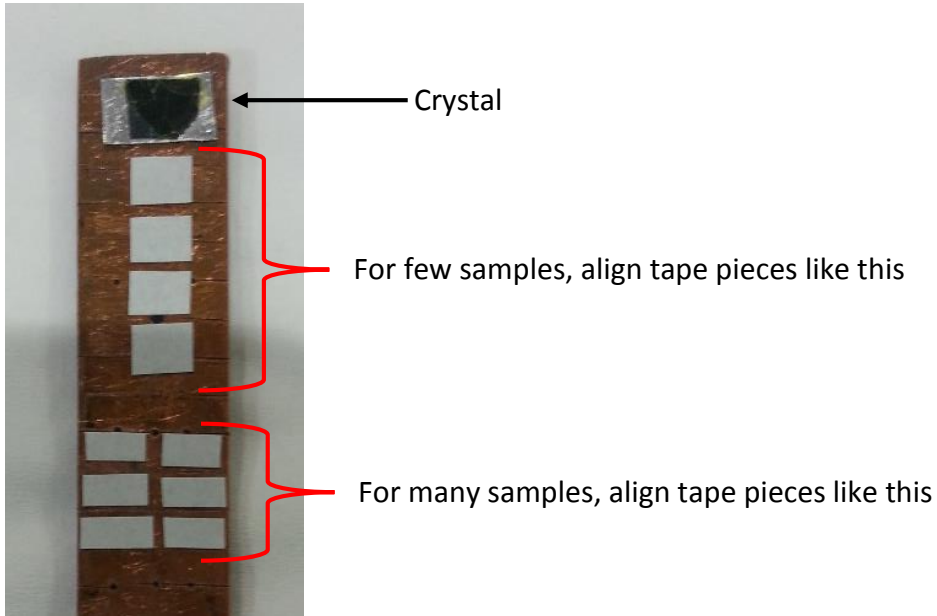 Crystal
For few samples, align tape pieces like this
For many samples, align tape pieces like this